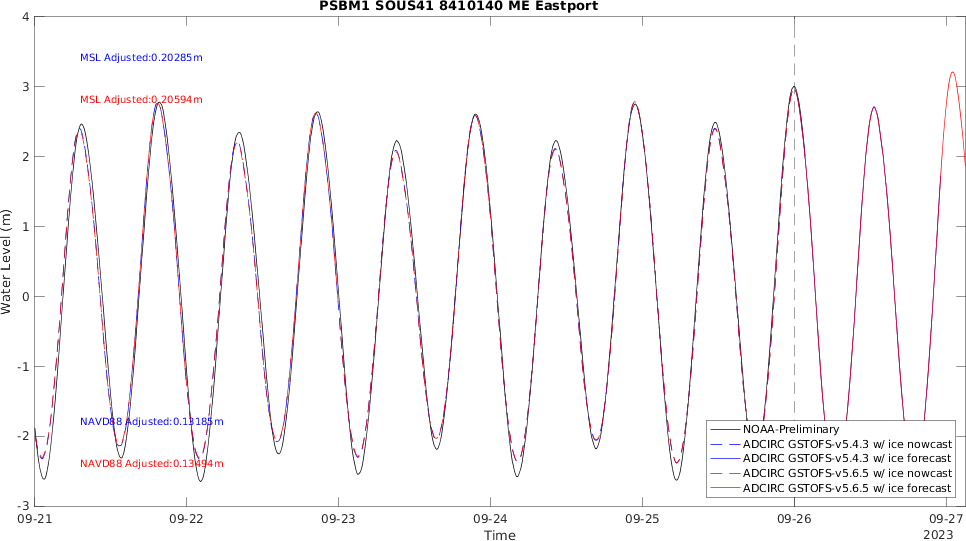 PSBM1 SOUS41 8410140 ME Eastport
4
MSL Adjusted:0.20285m
3
MSL Adjusted:0.20594m
2
1
Water Level (m)
0
-1
NAVD88 Adjusted:0.13185m
-2
NAVD88 Adjusted:0.13494m
-3
NOAA-Preliminary
ADCIRC GSTOFS-v5.4.3 w/ ice nowcast
ADCIRC GSTOFS-v5.4.3 w/ ice forecast
ADCIRC GSTOFS-v5.6.5 w/ ice nowcast
ADCIRC GSTOFS-v5.6.5 w/ ice forecast
09-21 09-22 09-23 09-24 09-25 09-26 09-27
Time
2023